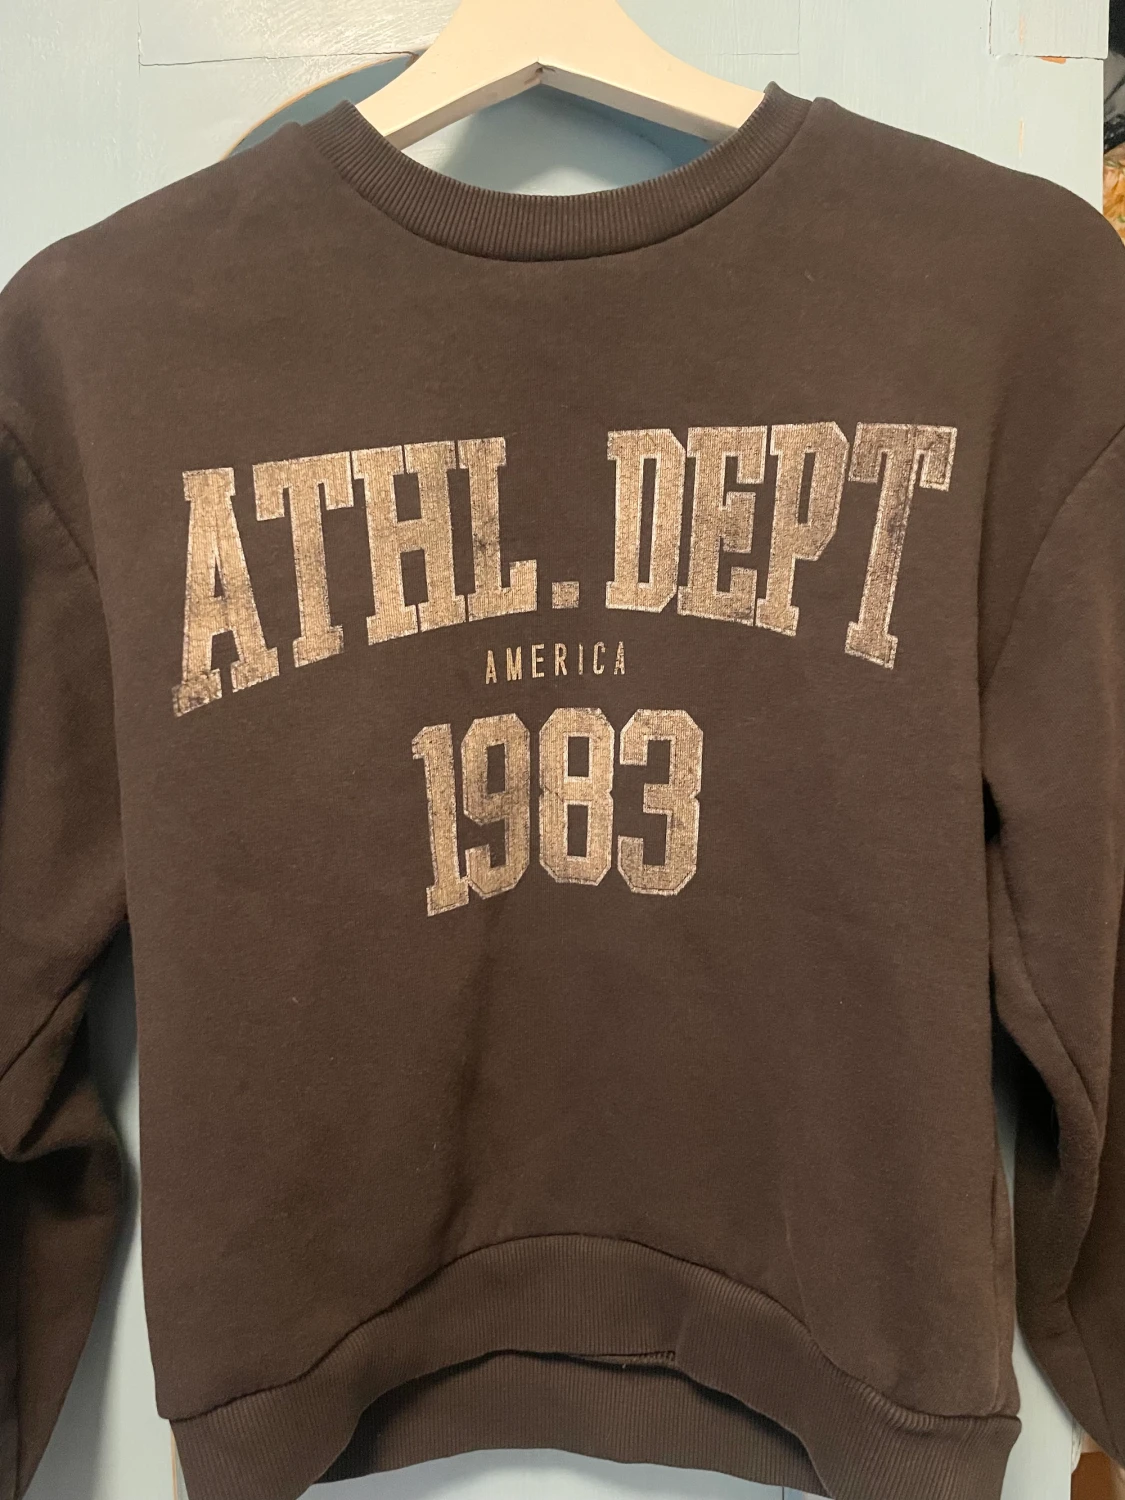 ATHL. DEPT
AMERICA
1983